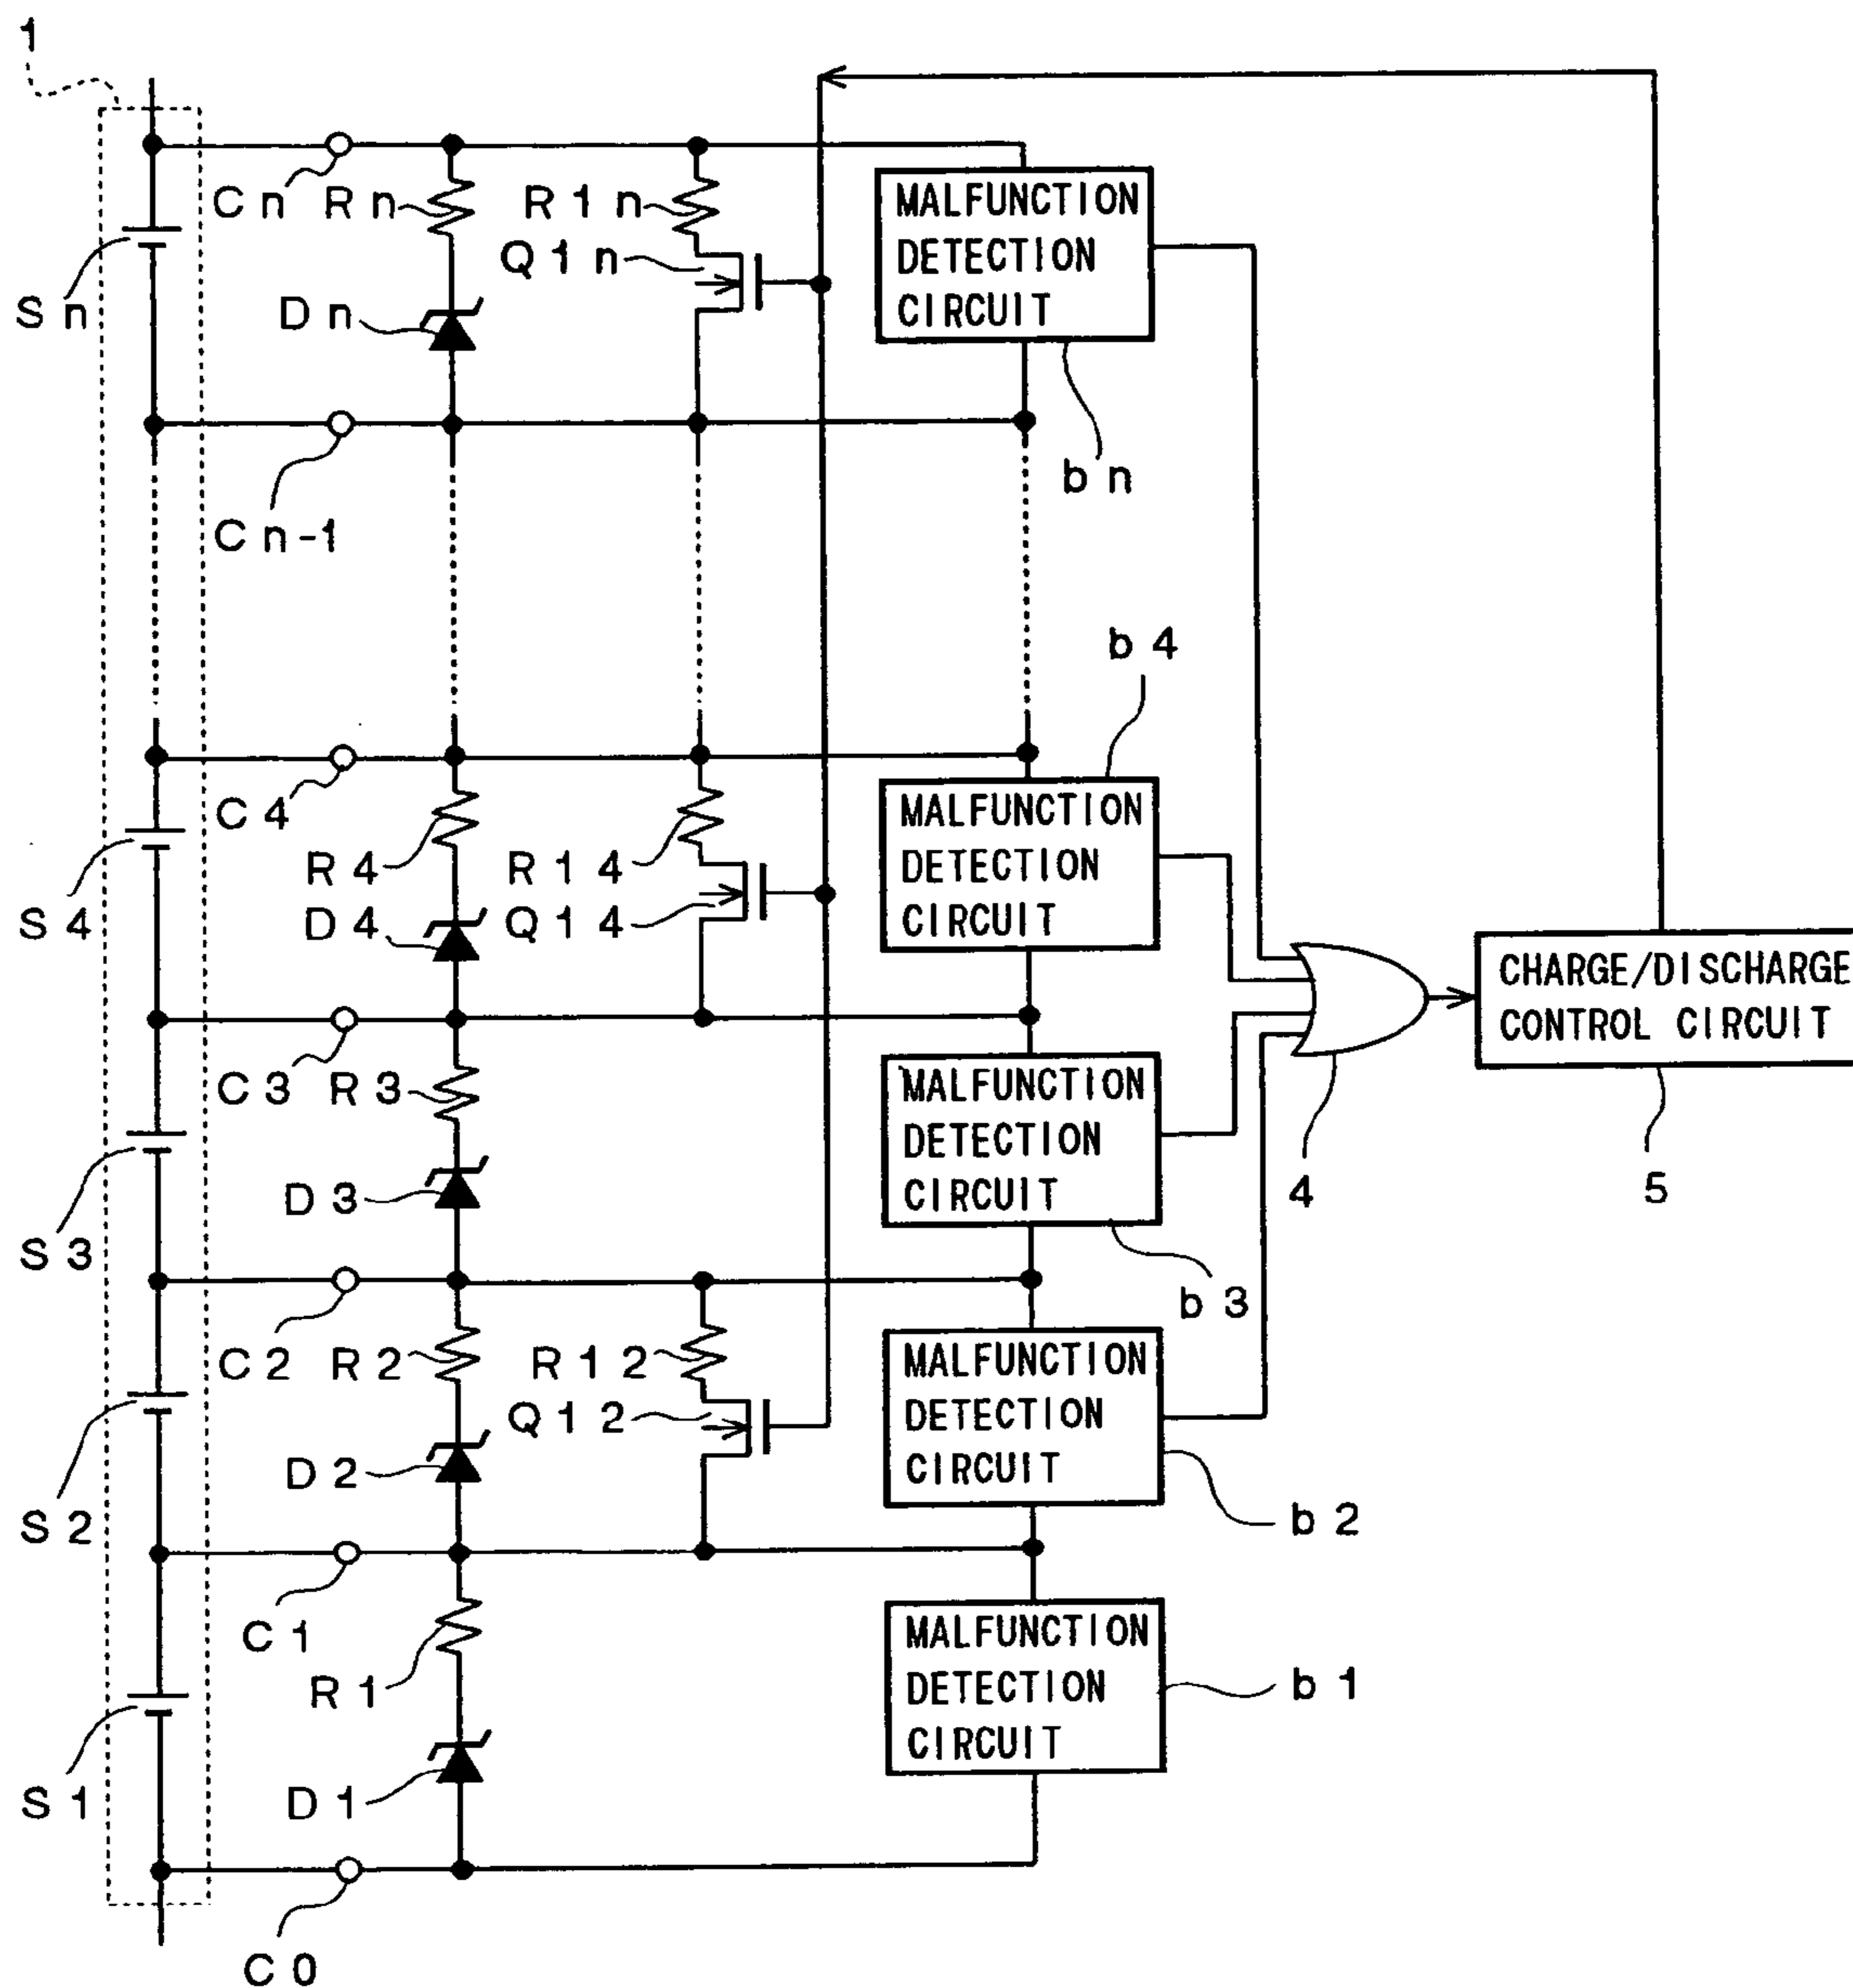 1
Cn Rn R1n
MALFUNCTION
DETECTION
CIRCUIT
Q1n
Sn
Dn
bn
Cn-1
b4
C4
MALFUNCTION
DETECTION
CIRCUIT
R4 R14
S4 D4 Q14
CHARGE/DISCHARGE
CONTROL CIRCUIT
C3 R3
MALFUNCTION
DETECTION
CIRCUIT
4
5
D3
S3
b3
C2 R2 R12
MALFUNCTION
DETECTION
CIRCUIT
Q12
D2
S2
b2
C1
MALFUNCTION
DETECTION
CIRCUIT
R1
b1
S1 D1
C0